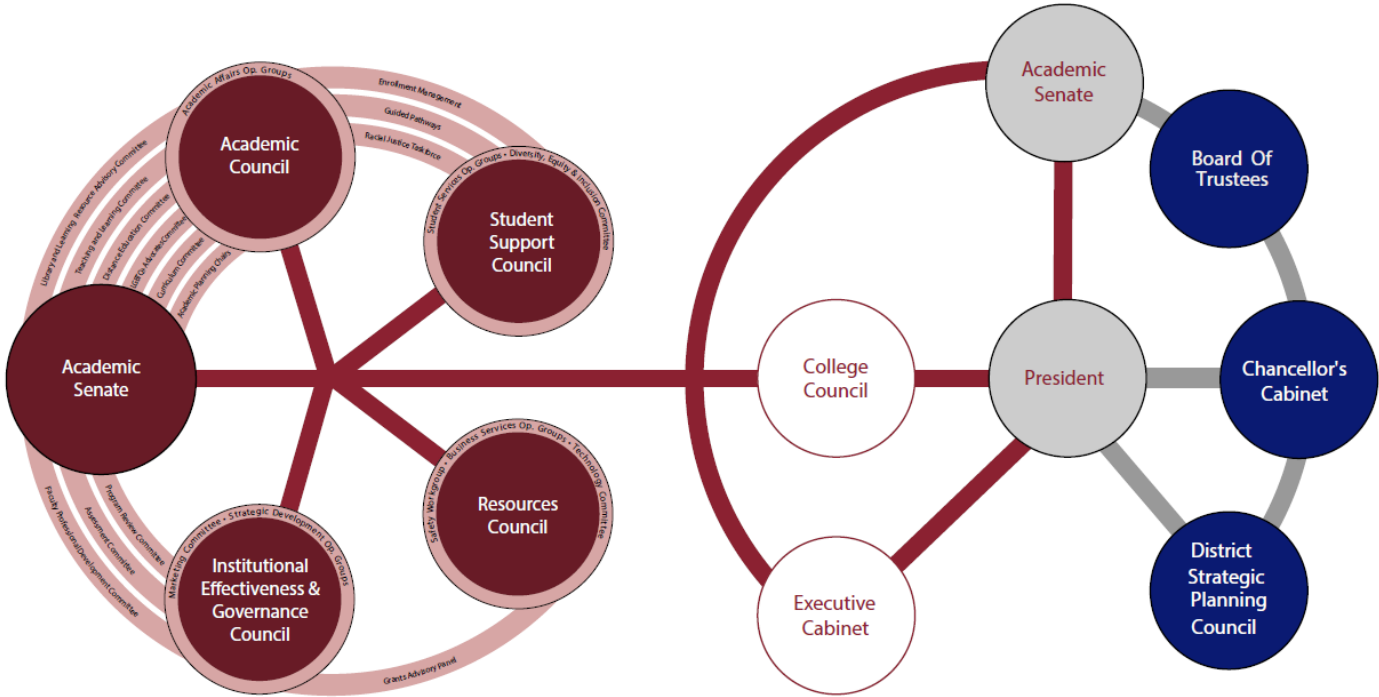 Academic Affairs Op. Groups
Academic
Council
Enrollment Management
Guided Pathways
Racial Justice Taskforce
Student Services Op. Groups • Diversity, Equity & Inclusion Committee
Student
Support
Council
Library and Learning Resource Advisory Committee
Teaching and Learning Committee
Distance Education Committee
LGBTQ+ Advocates Committee
Curriculum Committee
Academic Planning Chairs
Academic
Senate
Program Review Committee
Assessment Committee
Faculty Professional Development Committee
Marketing Committee • Strategic Development Op. Groups
Institutional
Effectiveness &
Governance
Council
Safety Workgroup • Business Services Op. Groups • Technology Committee
Resources
Council
Grants Advisory Panel
Academic
Senate
Board Of
Trustees
College
Council
President
Chancellor's
Cabinet
Executive
Cabinet
District
Strategic
Planning
Council